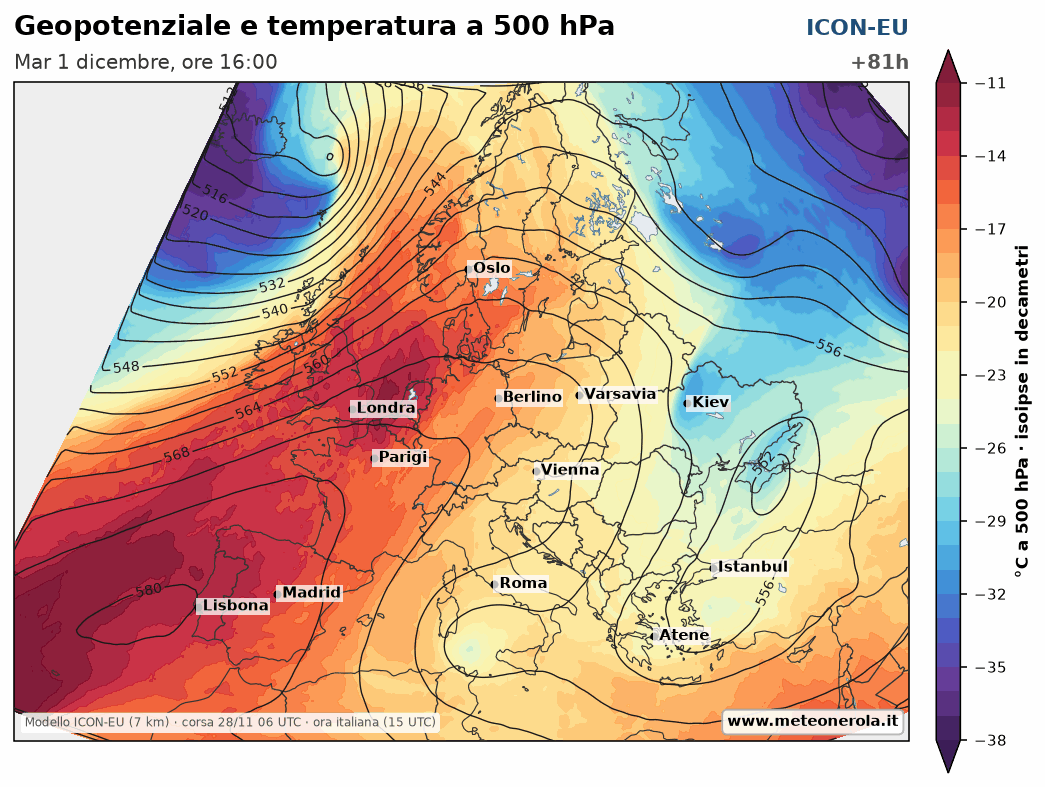 Geopotenziale e temperatura a 500 hPa
ICON-EU
Mar 1 dicembre, ore 16:00
+81h
512
516
520
532
540
544
548
552
560
564
568
580
556
552
556
Oslo
Londra
Berlino
Varsavia
Kiev
Parigi
Vienna
Lisbona
Madrid
Roma
Istanbul
Atene
−11
−14
−17
−20
−23
−26
−29
−32
−35
−38
°C a 500 hPa · isoipse in decametri
Modello ICON-EU (7 km) · corsa 28/11 06 UTC · ora italiana (15 UTC)
www.meteonerola.it